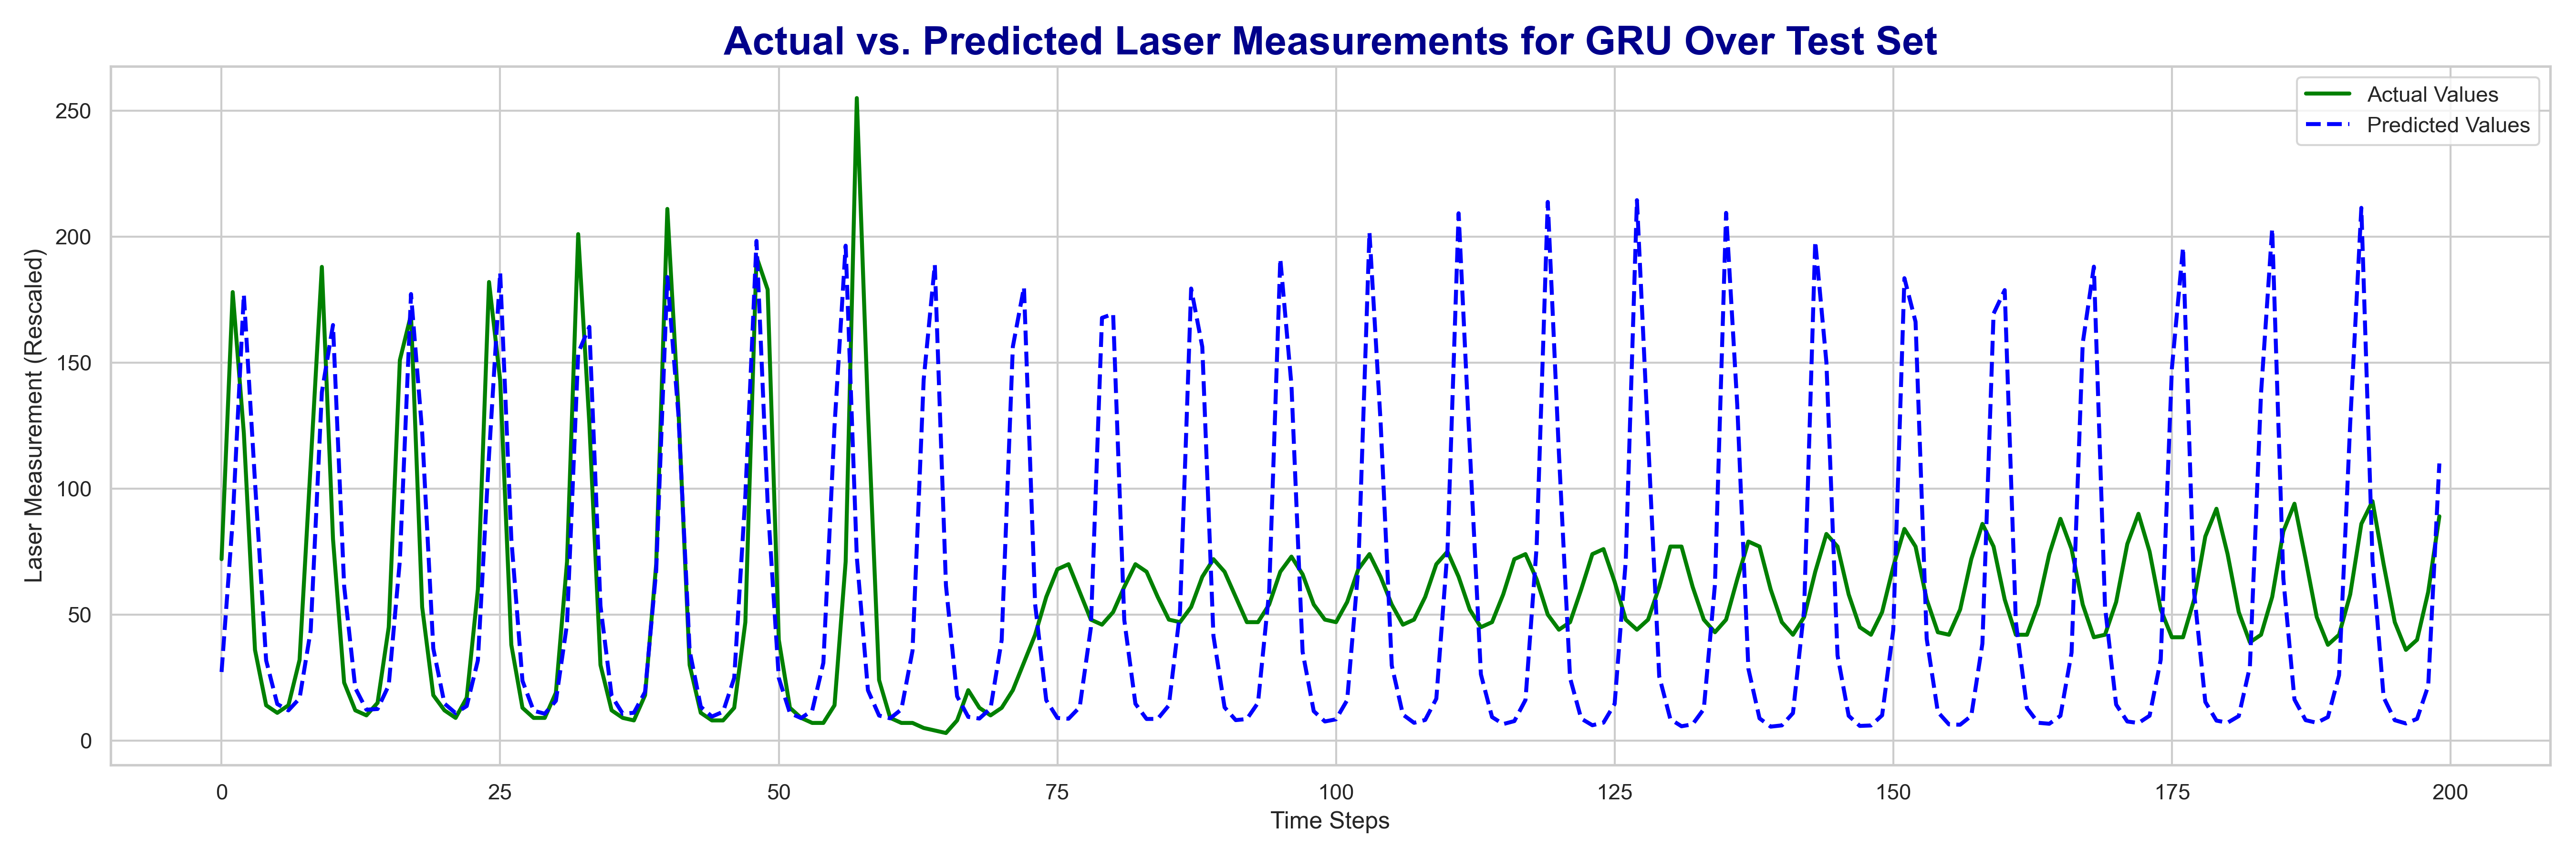 Actual vs. Predicted Laser Measurements for GRU Over Test Set
Actual Values
Predicted Values
Laser Measurement (Rescaled)
250
200
150
100
50
0
0 25 50 75 100 125 150 175 200
Time Steps